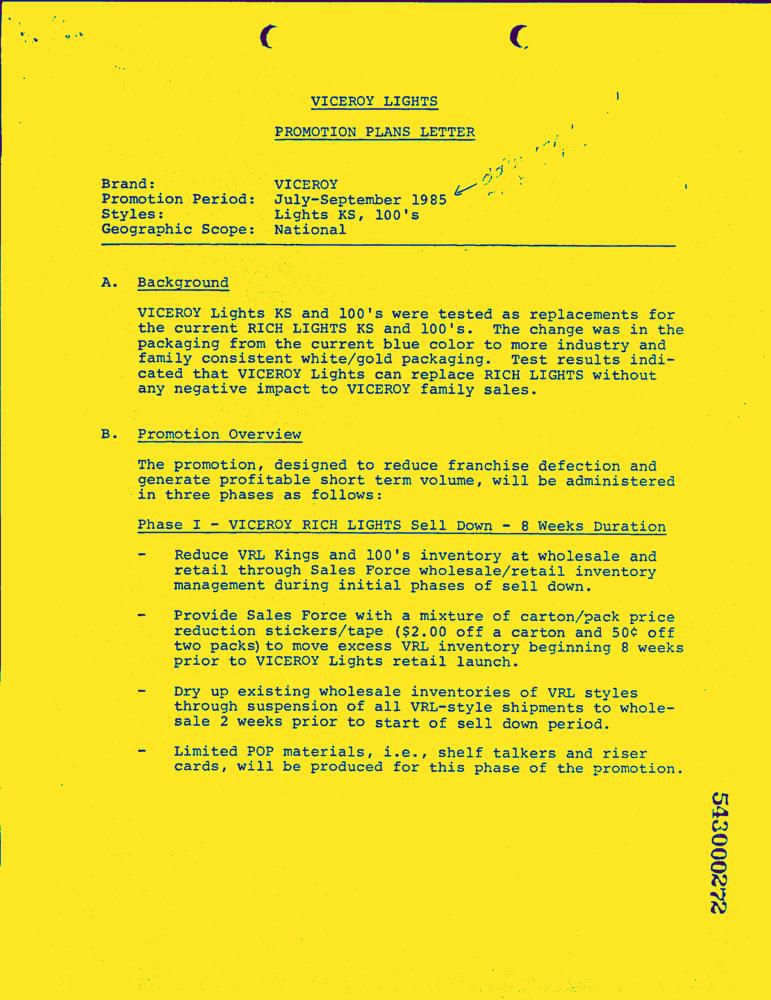 VICEROY LIGHTS
PROMOTION PLANS LETTER
Brand: VICEROY
Promotion Period: July-September 1985
Styles: Lights KS, 100's
Geographic Scope: National
A. Background
VICEROY Lights KS and 100's were tested as replacements for
the current RICH LIGHTS KS and 100's. The change was in the
packaging from the current blue color to more industry and
family consistent white/gold packaging. Test results indi-
cated that VICEROY Lights can replace RICH LIGHTS without
any negative impact to VICEROY family sales.
B. Promotion Overview
The promotion, designed to reduce franchise defection and
generate profitable short term volume, will be administered
in three phases as follows:
Phase I - VICEROY RICH LIGHTS Sell Down - 8 Weeks Duration
- Reduce VRL Kings and 100's inventory at wholesale and
retail through Sales Force wholesale/retail inventory
management during initial phases of sell down.
- Provide Sales Force with a mixture of carton/pack price
reduction stickers/tape ($2.00 off a carton and 50¢ off
two packs) to move excess VRL inventory beginning 8 weeks
prior to VICEROY Lights retail launch.
- Dry up existing wholesale inventories of VRL styles
through suspension of all VRL-style shipments to whole-
sale 2 weeks prior to start of sell down period.
- Limited POP materials, i.e., shelf talkers and riser
cards, will be produced for this phase of the promotion.
543000272